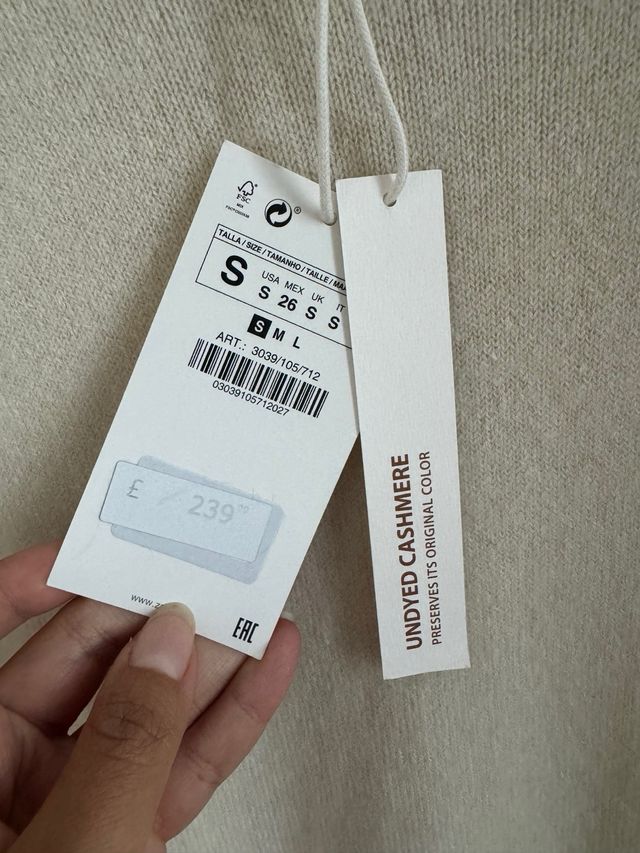 FSC
MIX
®
TALLA / SIZE / TAMANHO / TAILLE /
USA MEX UK IT
S S 26 S S
S M L
ART.: 3039/105/712
03039105712027
£ 239
www.z
EAC
UNDYED CASHMERE
PRESERVES ITS ORIGINAL COLOR